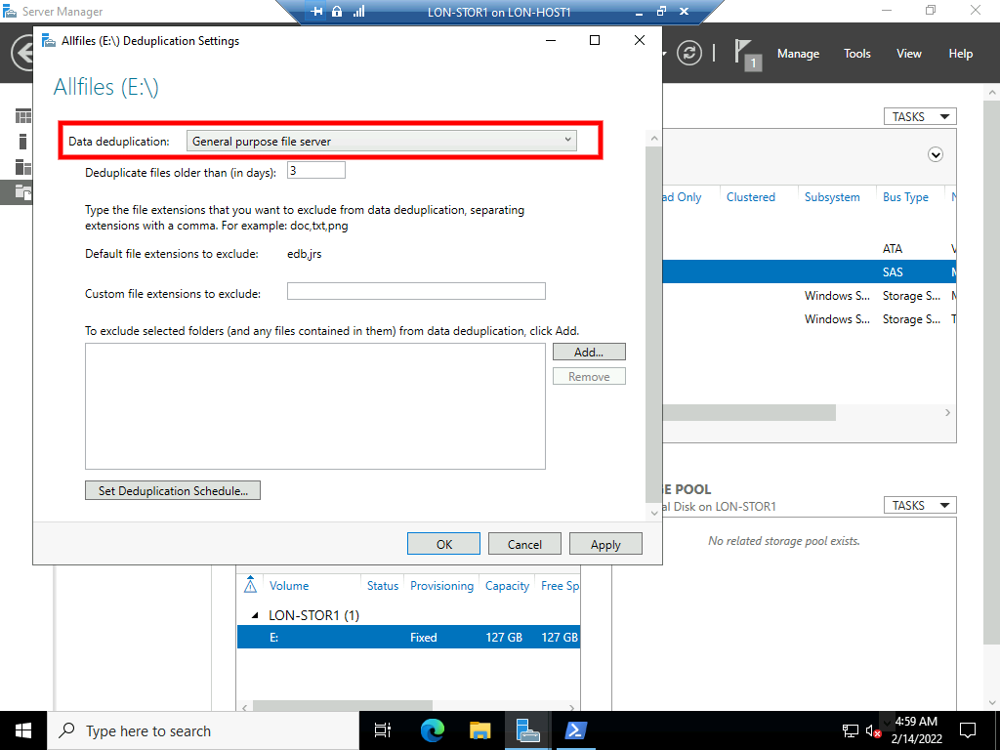 Server Manager
LON-STOR1 on LON-HOST1
Allfiles (E:\) Deduplication Settings
1
Manage
Tools
View
Help
Allfiles (E:\)
Data deduplication:
General purpose file server
Deduplicate files older than (in days):
3
Type the file extensions that you want to exclude from data deduplication, separating
extensions with a comma. For example: doc,txt,png
Default file extensions to exclude:
edb,jrs
Custom file extensions to exclude:
To exclude selected folders (and any files contained in them) from data deduplication, click Add.
Add...
Remove
Set Deduplication Schedule...
OK
Cancel
Apply
TASKS
ad Only
Clustered
Subsystem
Bus Type
ATA
SAS
Windows S...
Storage S...
Windows S...
Storage S...
E POOL
al Disk on LON-STOR1
TASKS
No related storage pool exists.
Volume
Status
Provisioning
Capacity
Free Sp
LON-STOR1 (1)
E:
Fixed
127 GB
127 GB
Type here to search
4:59 AM
2/14/2022